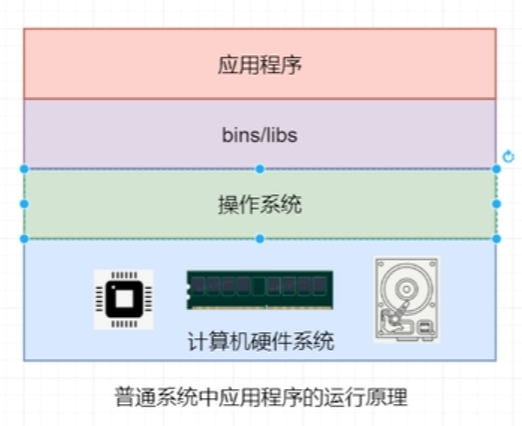 应用程序
bins/libs
操作系统
计算机硬件系统
普通系统中应用程序的运行原理